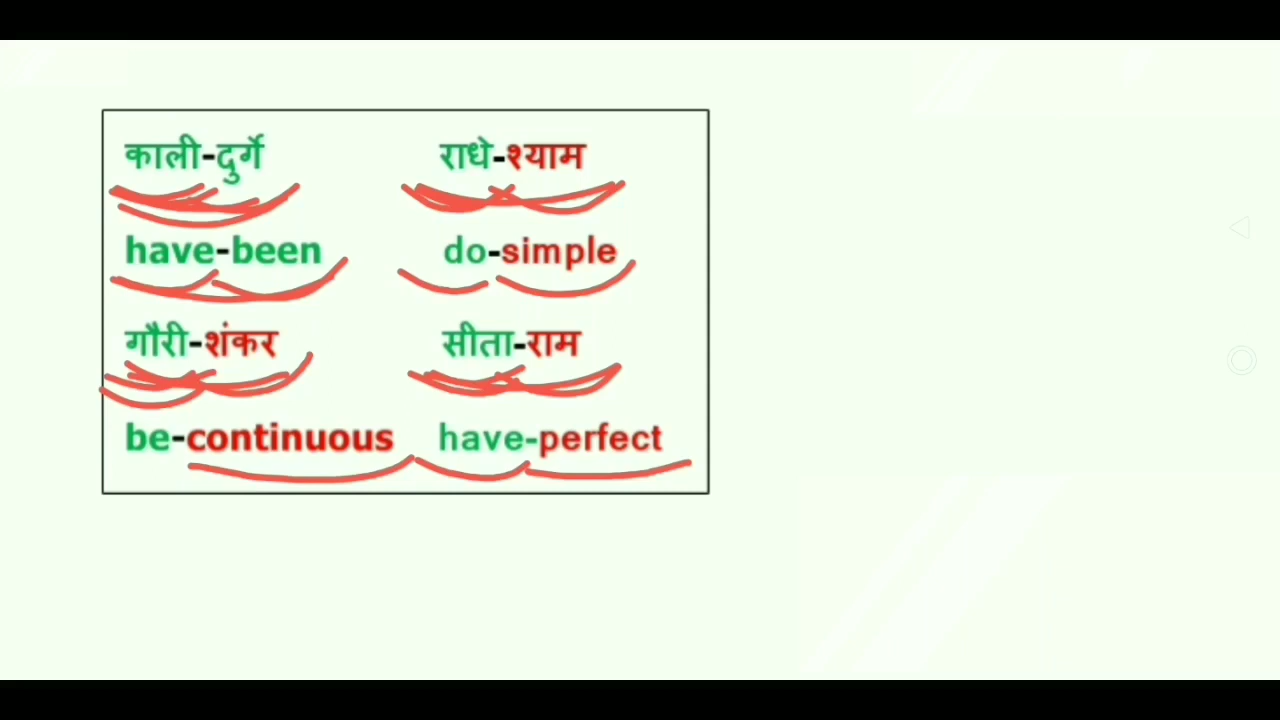 काली-दुर्गे राधे-श्याम
have-been do-simple
गौरी-शंकर सीता-राम
be-continuous have-perfect